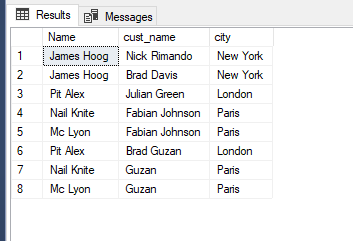 Results Messages
Name cust_name city
1 James Hoog Nick Rimando New York
2 James Hoog Brad Davis New York
3 Pit Alex Julian Green London
4 Nail Knite Fabian Johnson Paris
5 Mc Lyon Fabian Johnson Paris
6 Pit Alex Brad Guzan London
7 Nail Knite Guzan Paris
8 Mc Lyon Guzan Paris